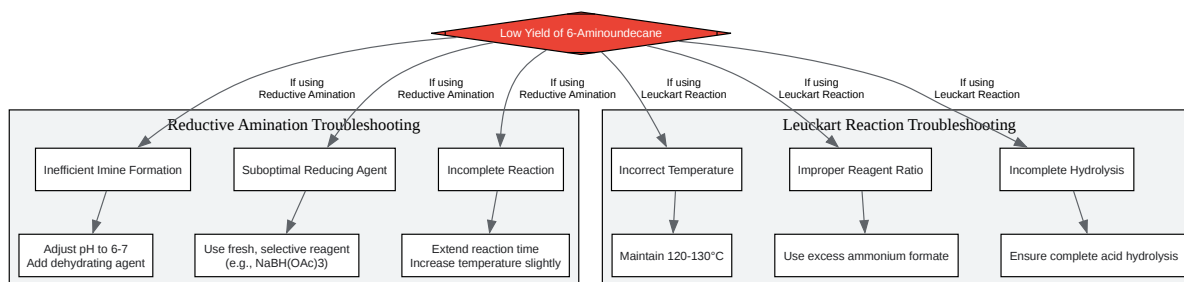 Low Yield of 6-Aminoundecane
If using
Reductive Amination
If using
Reductive Amination
If using
Reductive Amination
If using
Leuckart Reaction
If using
Leuckart Reaction
If using
Leuckart Reaction
Reductive Amination Troubleshooting
Leuckart Reaction Troubleshooting
Inefficient Imine Formation
Suboptimal Reducing Agent
Incomplete Reaction
Incorrect Temperature
Improper Reagent Ratio
Incomplete Hydrolysis
Adjust pH to 6-7
Add dehydrating agent
Use fresh, selective reagent
(e.g., NaBH(OAc)3)
Extend reaction time
Increase temperature slightly
Maintain 120-130°C
Use excess ammonium formate
Ensure complete acid hydrolysis